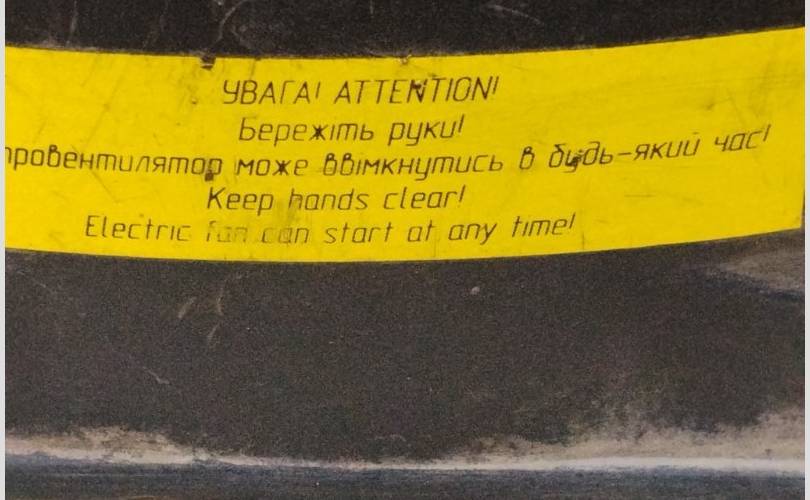 УВАГА! ATTENTION!
Бережіть руки!
провентилятор може ввімкнутись в будь-який час!
Keep hands clear!
Electric fan can start at any time!